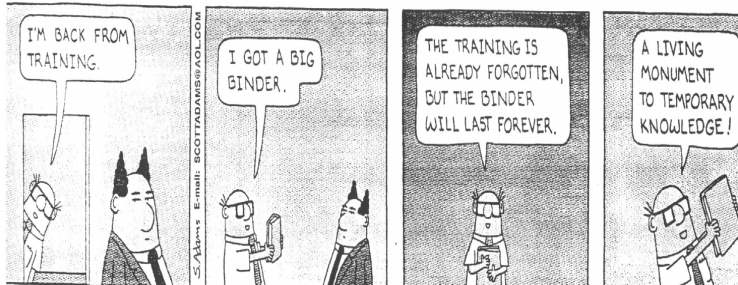 I'M BACK FROM
TRAINING.
S.Adams E-mail: SCOTTADAMS@AOL.COM
I GOT A BIG
BINDER.
THE TRAINING IS
ALREADY FORGOTTEN,
BUT THE BINDER
WILL LAST FOREVER.
A LIVING
MONUMENT
TO TEMPORARY
KNOWLEDGE!